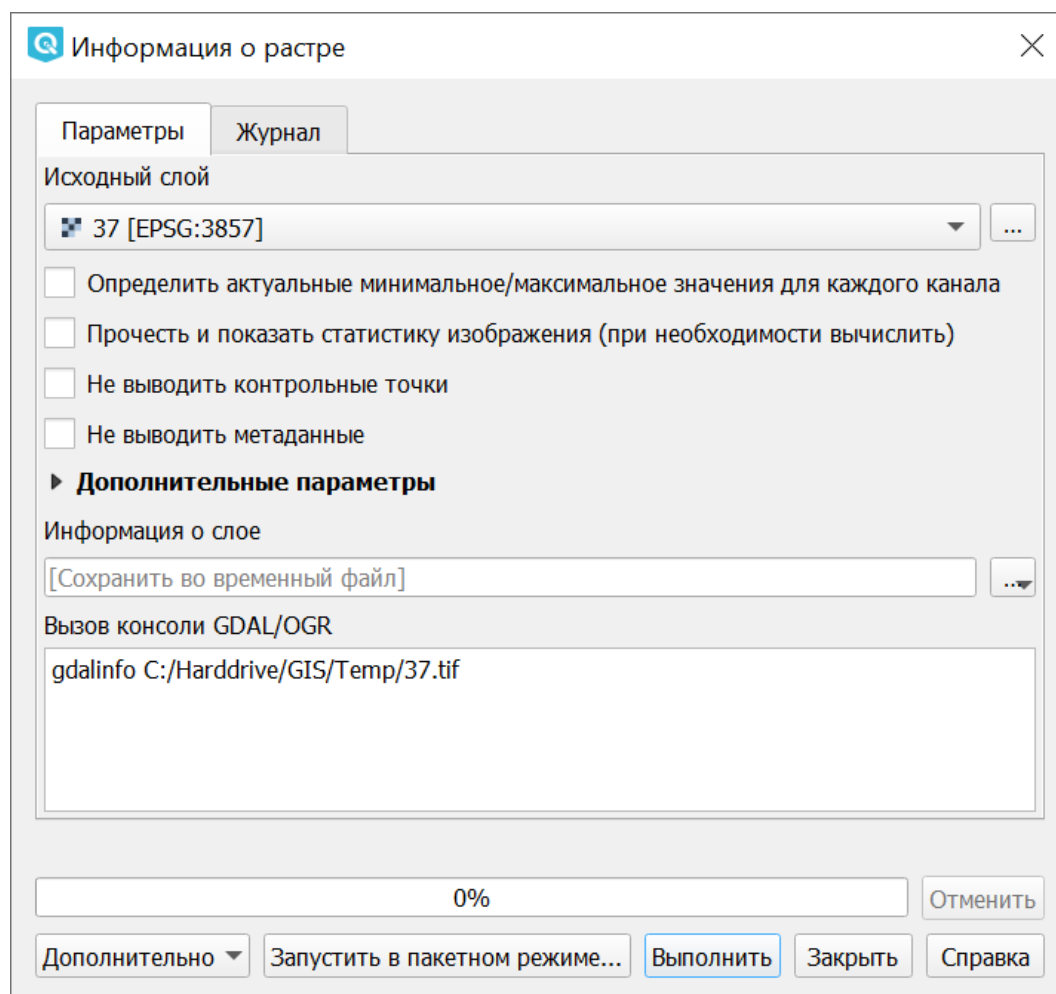 Информация о растре
Параметры Журнал
Исходный слой
37 [EPSG:3857] ...
Определить актуальные минимальное/максимальное значения для каждого канала
Прочесть и показать статистику изображения (при необходимости вычислить)
Не выводить контрольные точки
Не выводить метаданные
Дополнительные параметры
Информация о слое
[Сохранить во временный файл] ...
Вызов консоли GDAL/OGR
gdalinfo C:/Harddrive/GIS/Temp/37.tif
0% Отменить
Дополнительно Запустить в пакетном режиме... Выполнить Закрыть Справка